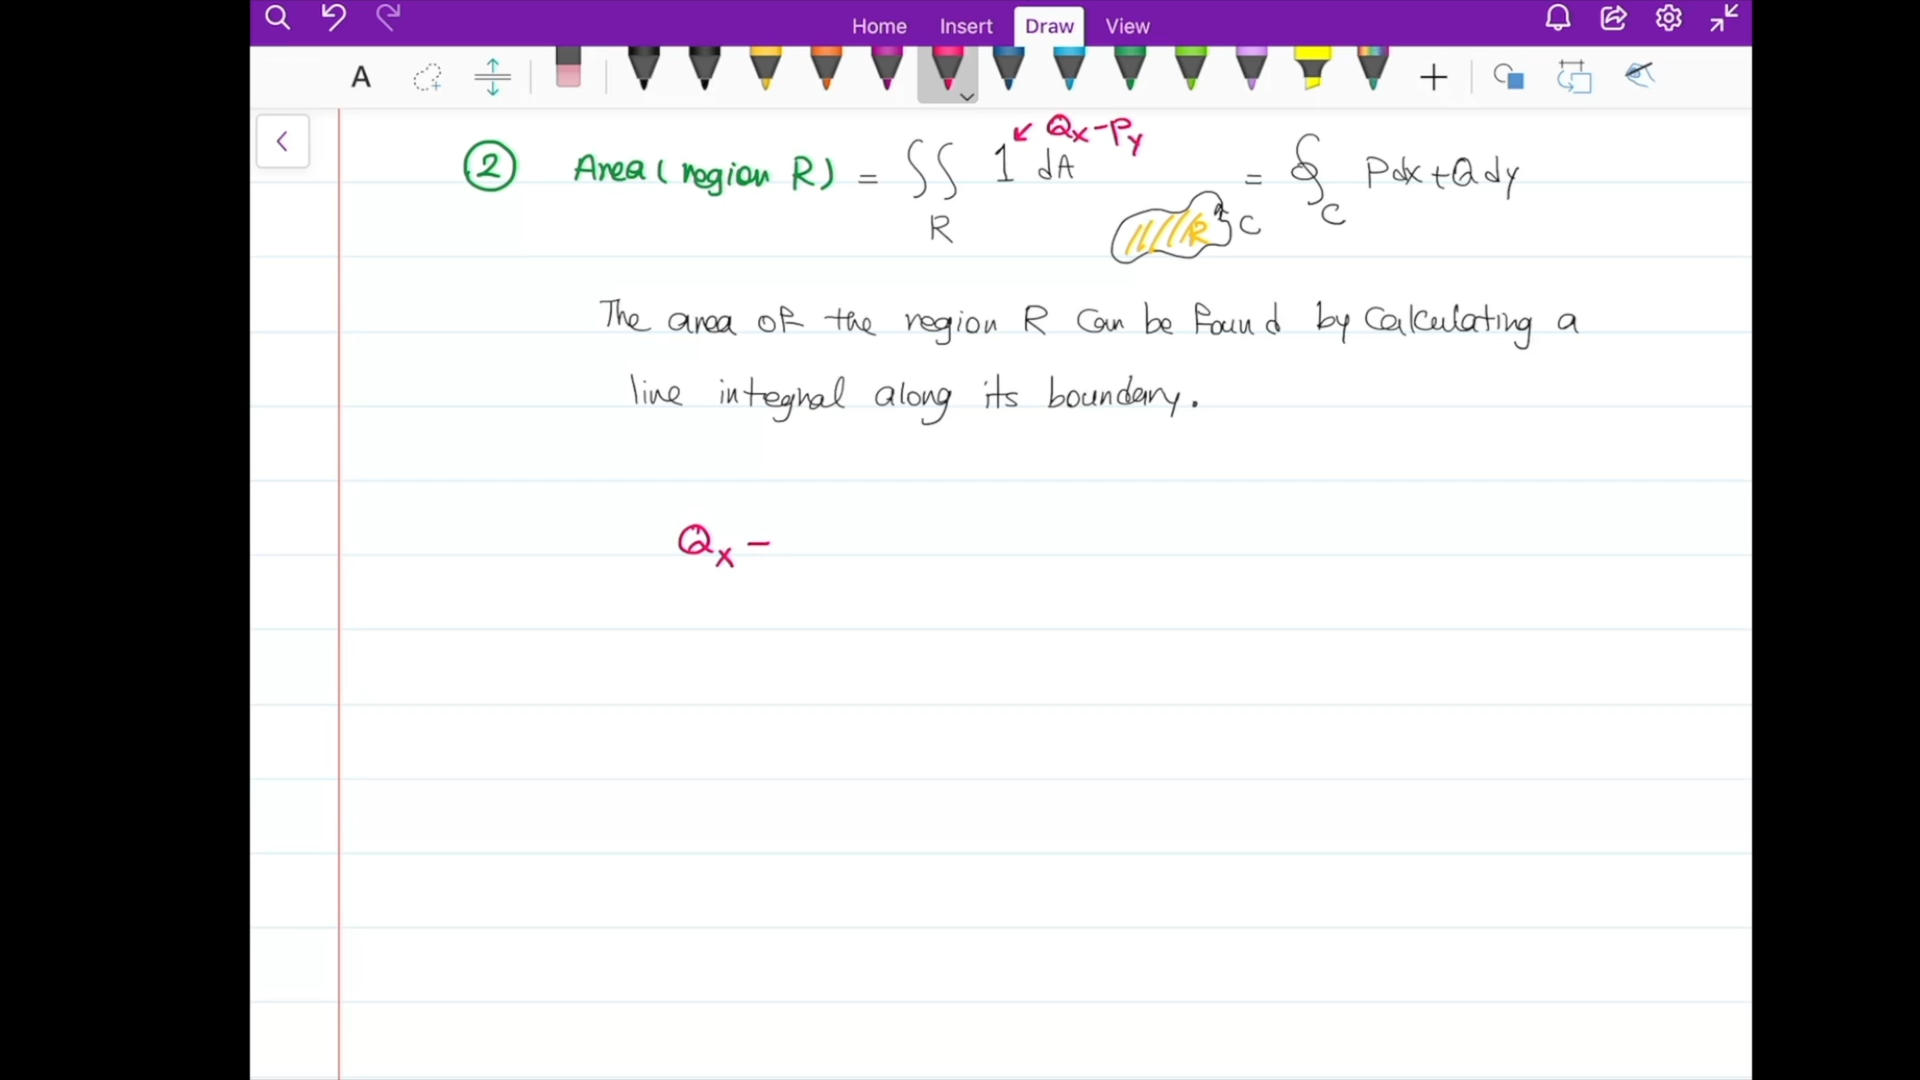 Home Insert Draw View
A
↙ Qx-Py
② Area (region R) = ∬ 1 dA = ∮ Pdx+Qdy
R R C C
The area of the region R can be found by calculating a
line integral along its boundary.
Qx -